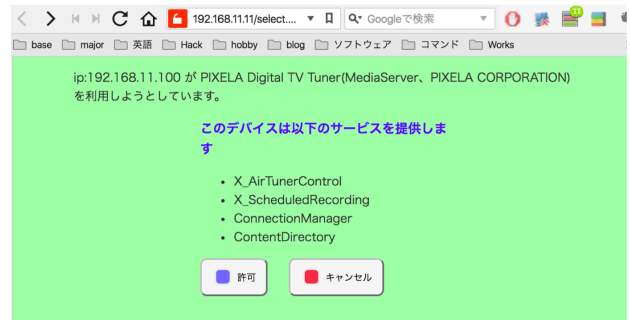 192.168.11.11/select....
Googleで検索
11
base major 英語 Hack hobby blog ソフトウェア コマンド Works
ip:192.168.11.100 が PIXELA Digital TV Tuner(MediaServer、PIXELA CORPORATION)
を利用しようとしています。
このデバイスは以下のサービスを提供しま
す
• X_AirTunerControl
• X_ScheduledRecording
• ConnectionManager
• ContentDirectory
許可 キャンセル